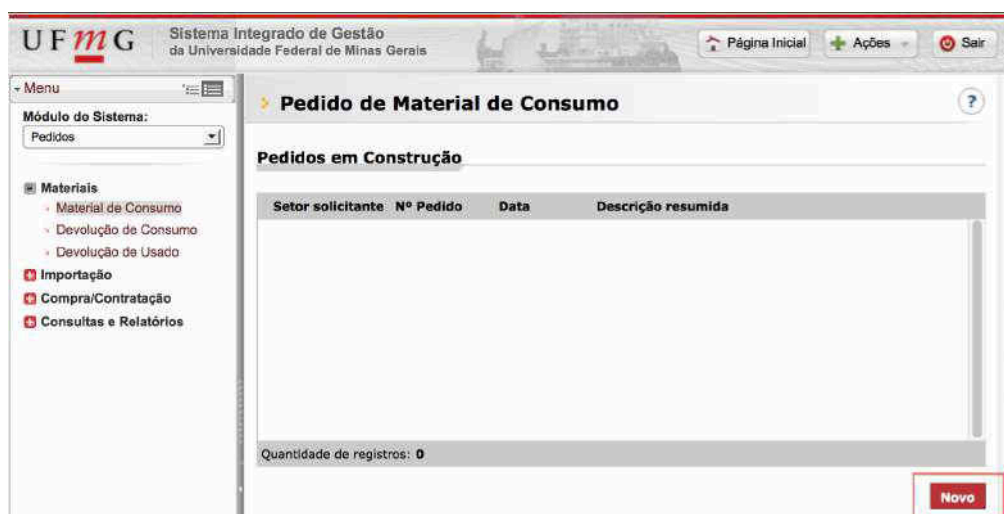 UFmG
Sistema Integrado de Gestão
da Universidade Federal de Minas Gerais
Página Inicial
Ações
Sair
Menu
Módulo do Sistema:
Pedidos
Materiais
Material de Consumo
Devolução de Consumo
Devolução de Usado
Importação
Compra/Contratação
Consultas e Relatórios
Pedido de Material de Consumo
?
Pedidos em Construção
Setor solicitante Nº Pedido Data Descrição resumida
Quantidade de registros: 0
Novo